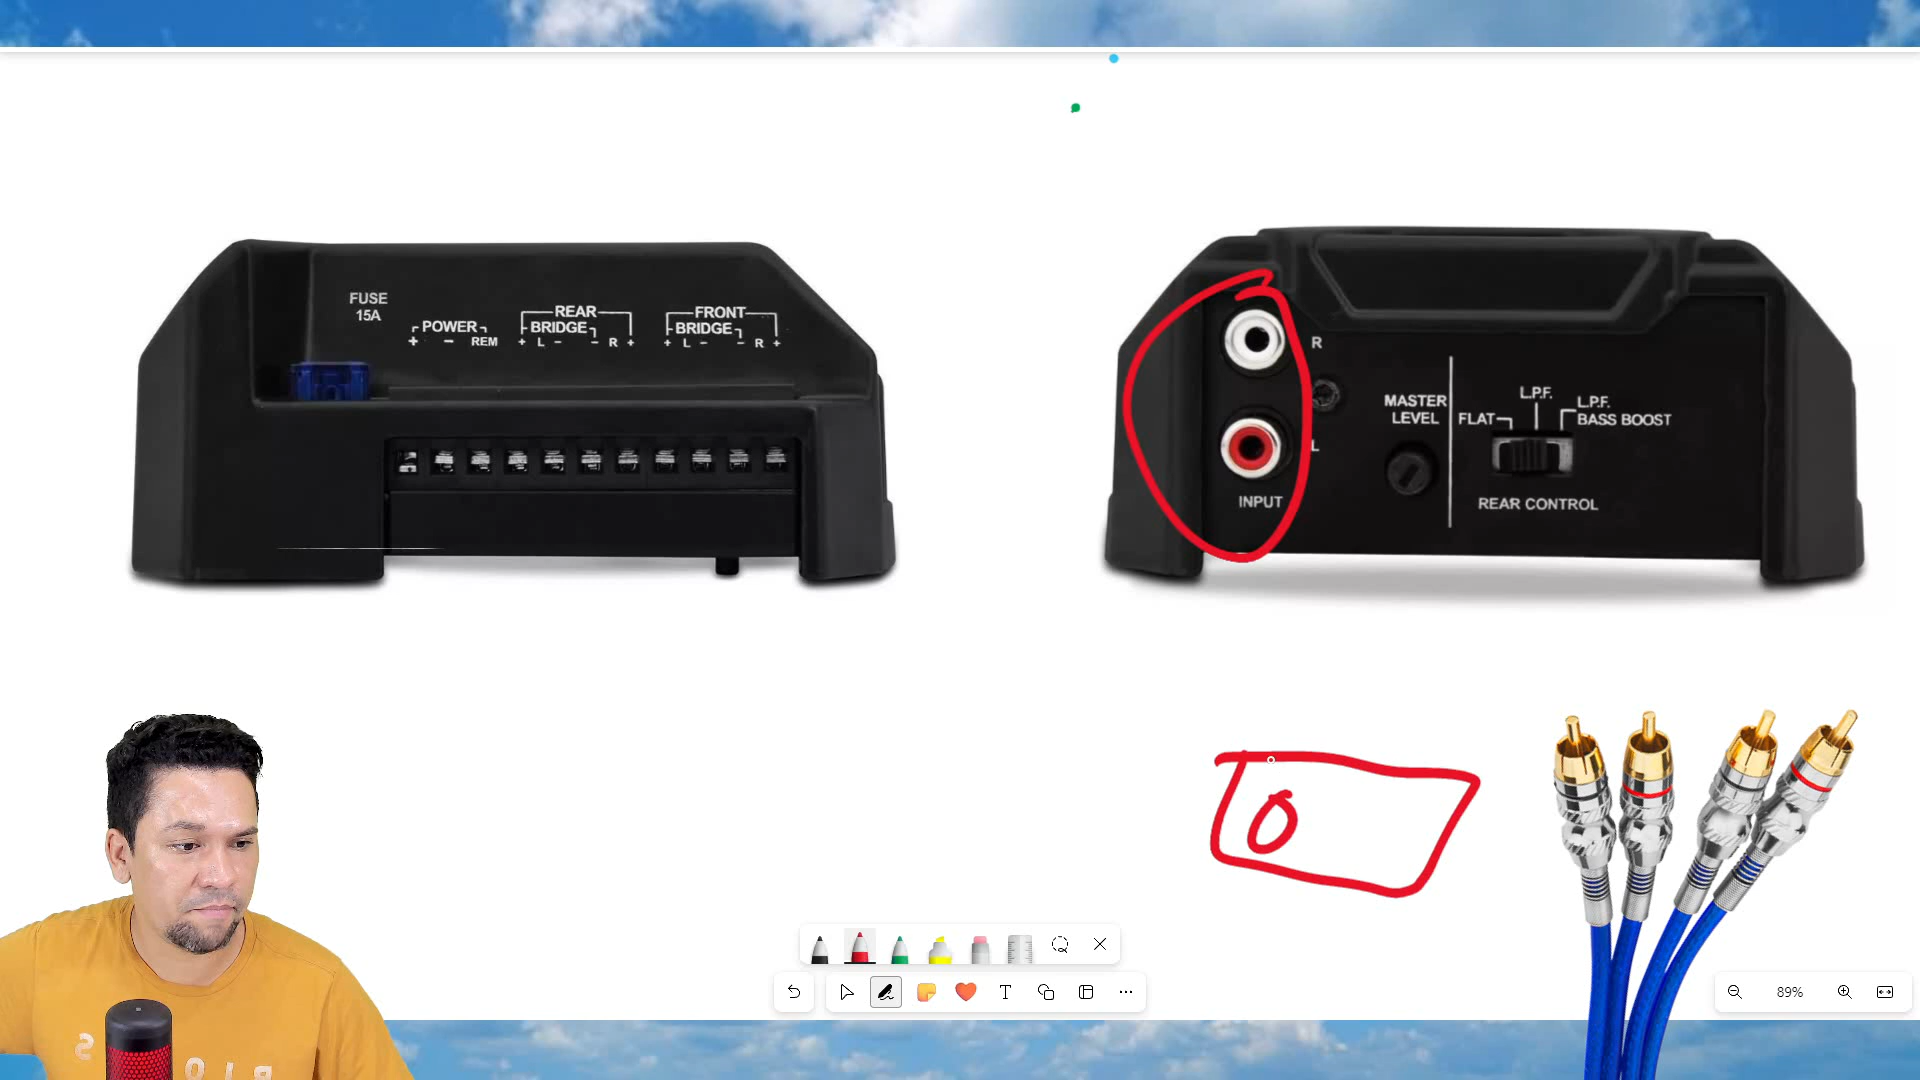 FUSE
15A
POWER
+ - REM
REAR
BRIDGE
+ L - - R +
FRONT
BRIDGE
+ L - - R +
R
L
INPUT
MASTER
LEVEL
FLAT
L.P.F.
L.P.F.
BASS BOOST
REAR CONTROL
0
89%